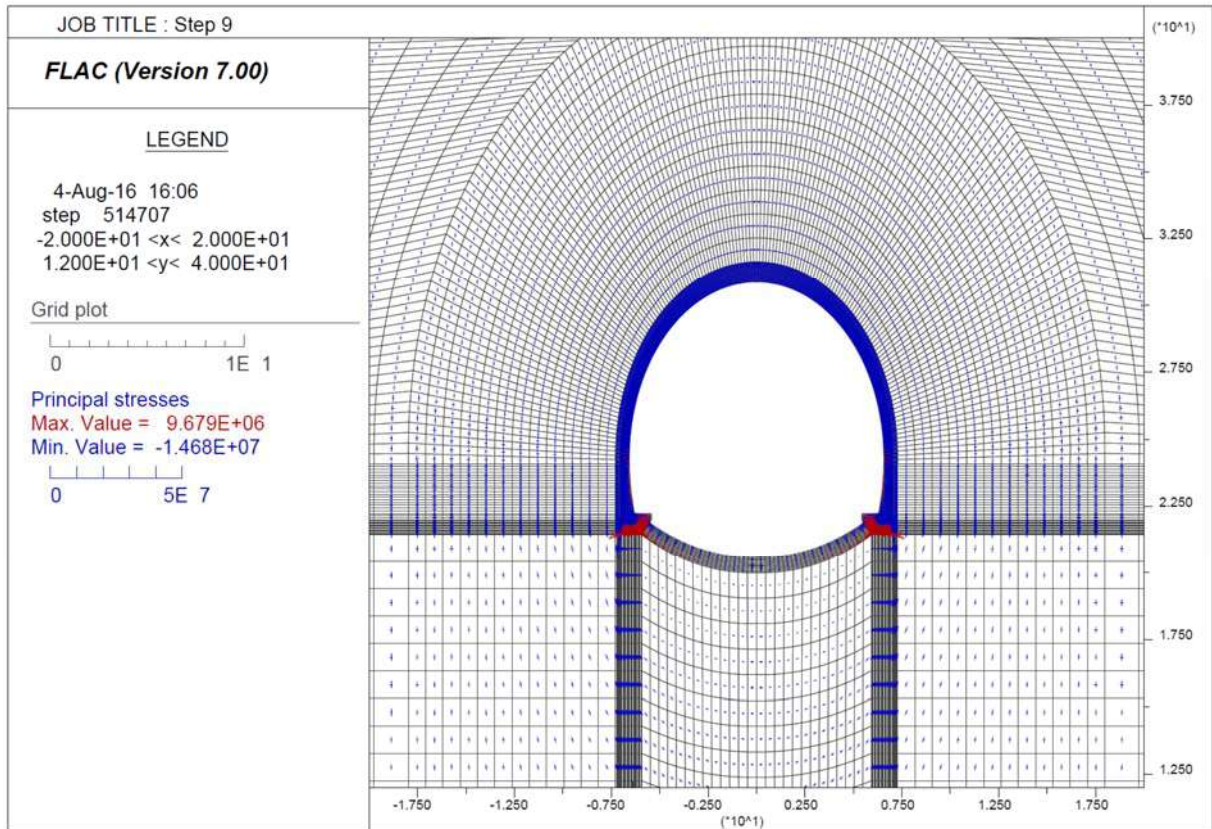 JOB TITLE : Step 9
(*10^1)
FLAC (Version 7.00)
LEGEND
4-Aug-16 16:06
step 514707
-2.000E+01 <x< 2.000E+01
1.200E+01 <y< 4.000E+01
Grid plot
0 1E 1
Principal stresses
Max. Value = 9.679E+06
Min. Value = -1.468E+07
0 5E 7
3.750
3.250
2.750
2.250
1.750
1.250
-1.750 -1.250 -0.750 -0.250 0.250 0.750 1.250 1.750
(*10^1)